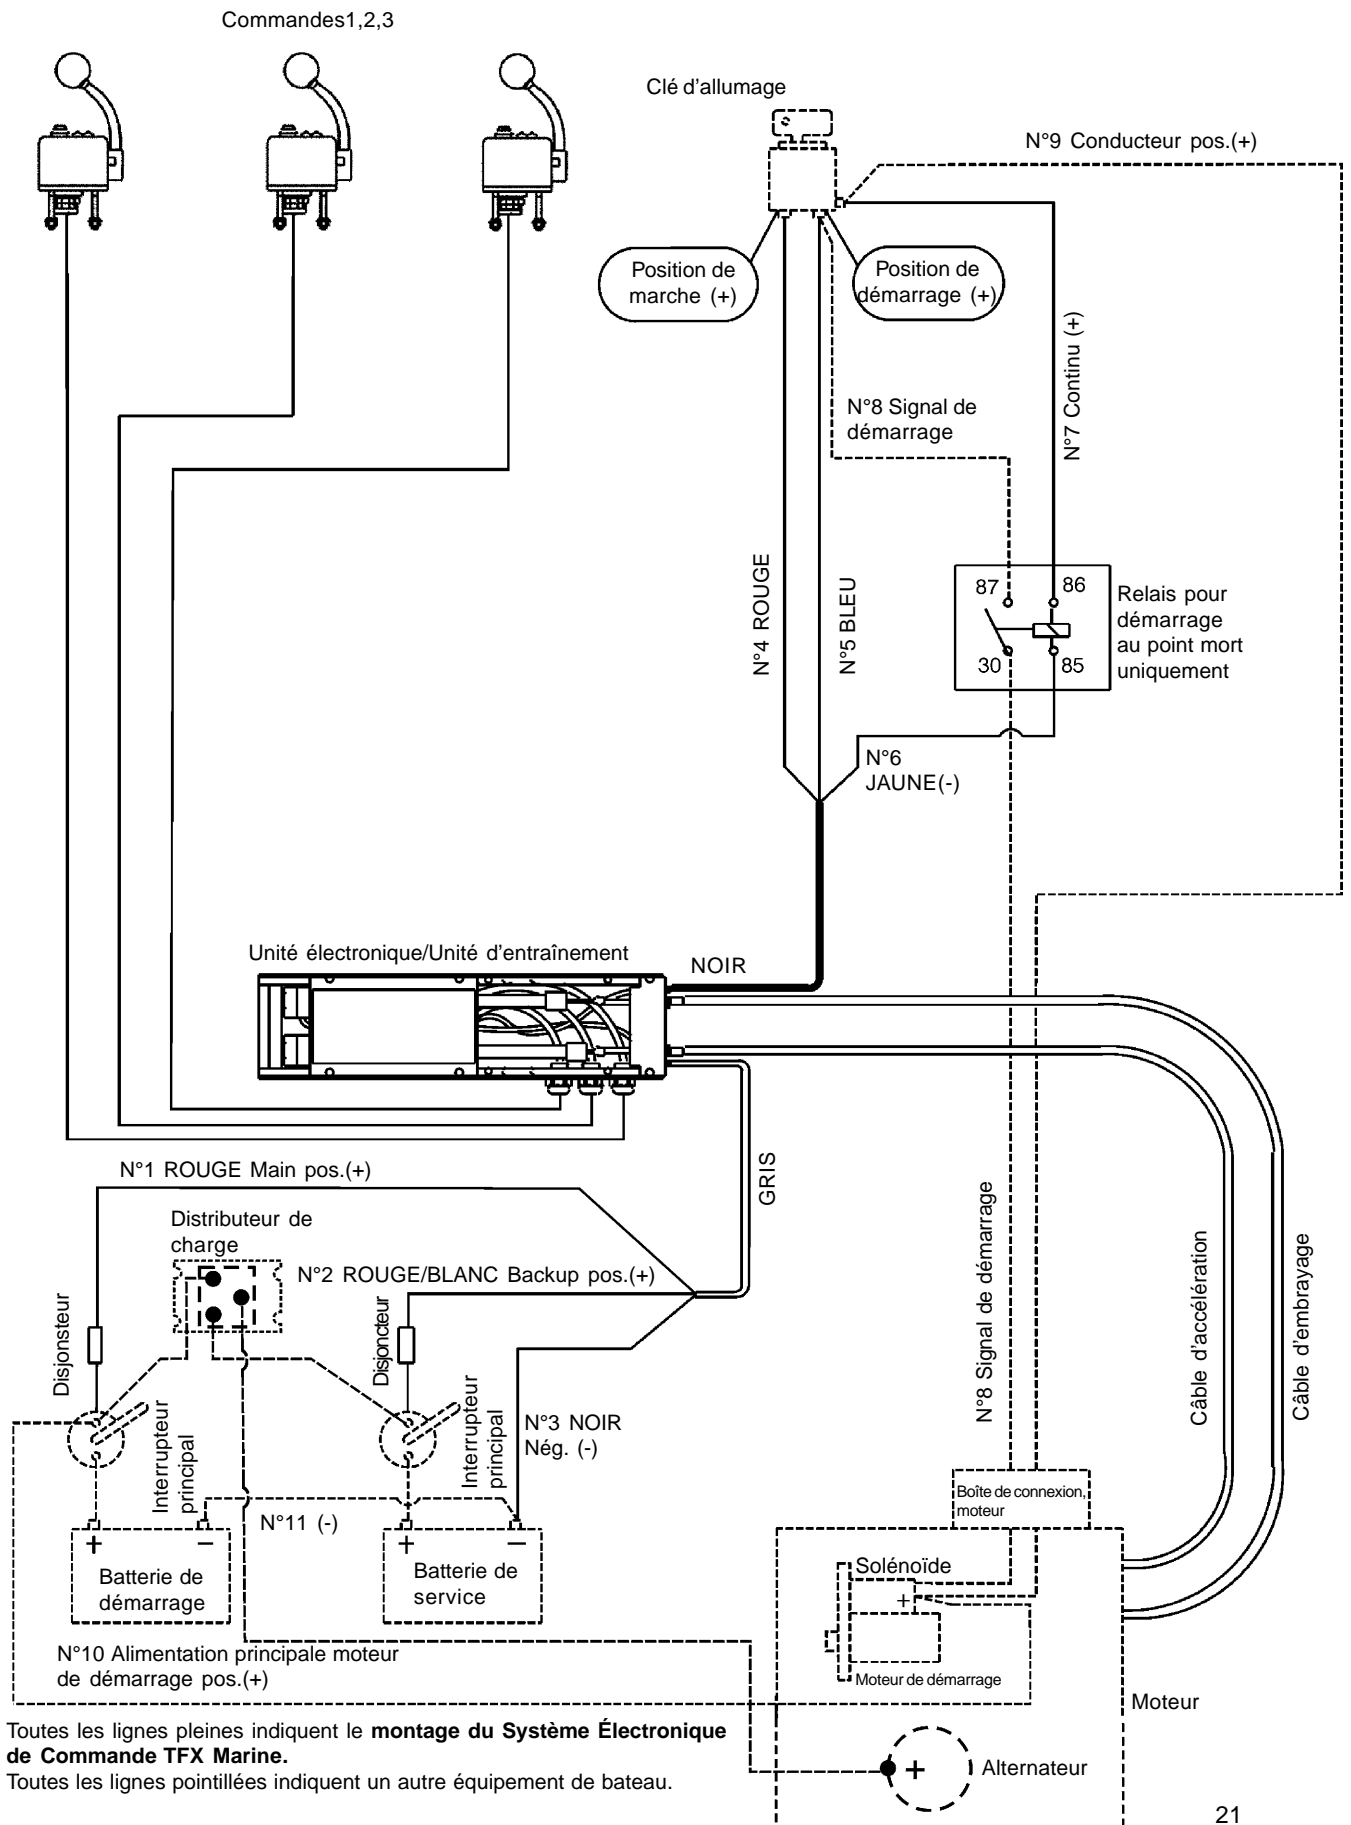 Commandes1,2,3
Clé d'allumage
N°9 Conducteur pos.(+)
Position de
marche (+)
Position de
démarrage (+)
N°7 Continu (+)
N°8 Signal de
démarrage
N°4 ROUGE
N°5 BLEU
87
86
30
85
Relais pour
démarrage
au point mort
uniquement
N°6
JAUNE(-)
Unité électronique/Unité d'entraînement
NOIR
GRIS
N°1 ROUGE Main pos.(+)
Distributeur de
charge
N°2 ROUGE/BLANC Backup pos.(+)
Disjonsteur
Disjoncteur
Interrupteur
principal
Interrupteur
principal
N°3 NOIR
Nég. (-)
N°8 Signal de démarrage
Câble d'accélération
Câble d'embrayage
N°11 (-)
+
−
+
−
Batterie de
démarrage
Batterie de
service
Boîte de connexion,
moteur
Solénoïde
+
Moteur de démarrage
N°10 Alimentation principale moteur
de démarrage pos.(+)
Moteur
+
Alternateur
Toutes les lignes pleines indiquent le montage du Système Électronique
de Commande TFX Marine.
Toutes les lignes pointillées indiquent un autre équipement de bateau.
21